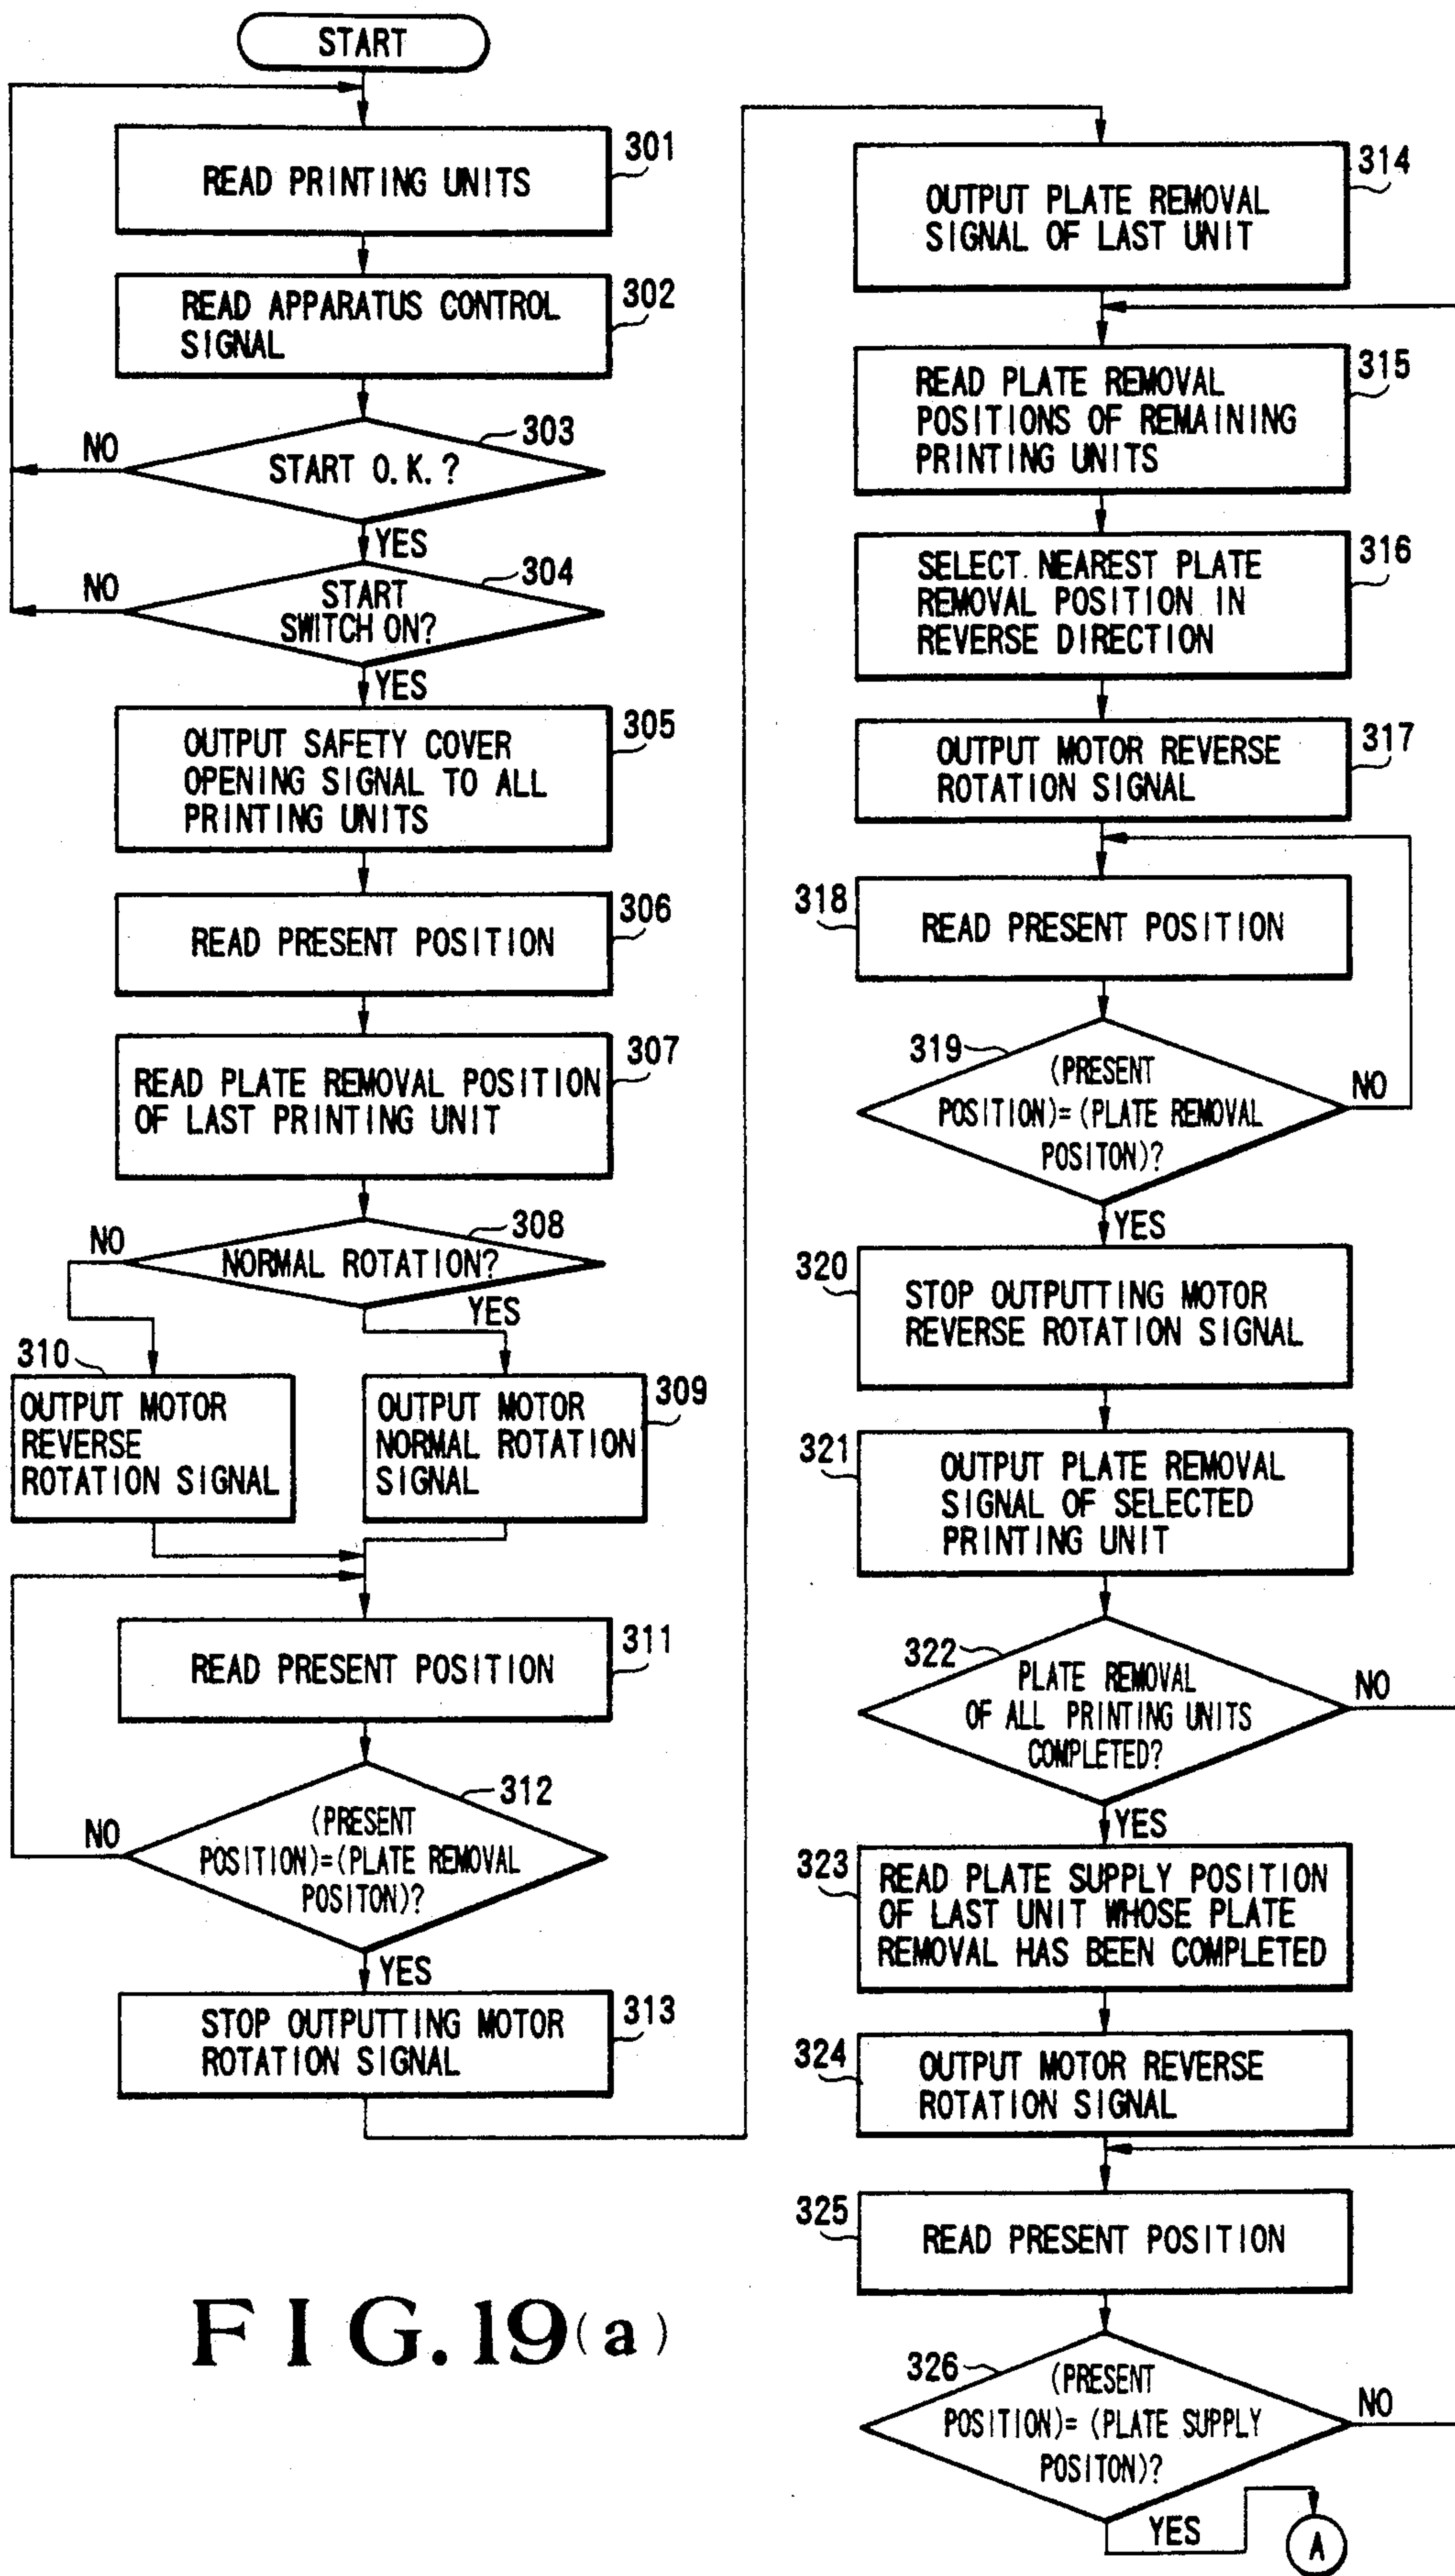 START
301
READ PRINTING UNITS
302
READ APPARATUS CONTROL
SIGNAL
303
START O.K.?
NO
YES
304
START
SWITCH ON?
NO
YES
305
OUTPUT SAFETY COVER
OPENING SIGNAL TO ALL
PRINTING UNITS
306
READ PRESENT POSITION
307
READ PLATE REMOVAL POSITION
OF LAST PRINTING UNIT
308
NORMAL ROTATION?
NO
YES
310
OUTPUT MOTOR
REVERSE
ROTATION SIGNAL
309
OUTPUT MOTOR
NORMAL ROTATION
SIGNAL
311
READ PRESENT POSITION
312
(PRESENT
POSITION)=(PLATE REMOVAL
POSITON)?
NO
YES
313
STOP OUTPUTTING MOTOR
ROTATION SIGNAL
314
OUTPUT PLATE REMOVAL
SIGNAL OF LAST UNIT
315
READ PLATE REMOVAL
POSITIONS OF REMAINING
PRINTING UNITS
316
SELECT NEAREST PLATE
REMOVAL POSITION IN
REVERSE DIRECTION
317
OUTPUT MOTOR REVERSE
ROTATION SIGNAL
318
READ PRESENT POSITION
319
(PRESENT
POSITION)=(PLATE REMOVAL
POSITON)?
NO
YES
320
STOP OUTPUTTING MOTOR
REVERSE ROTATION SIGNAL
321
OUTPUT PLATE REMOVAL
SIGNAL OF SELECTED
PRINTING UNIT
322
PLATE REMOVAL
OF ALL PRINTING UNITS
COMPLETED?
NO
YES
323
READ PLATE SUPPLY POSITION
OF LAST UNIT WHOSE PLATE
REMOVAL HAS BEEN COMPLETED
324
OUTPUT MOTOR REVERSE
ROTATION SIGNAL
325
READ PRESENT POSITION
326
(PRESENT
POSITION)=(PLATE SUPPLY
POSITON)?
NO
YES
A
FIG.19(a)